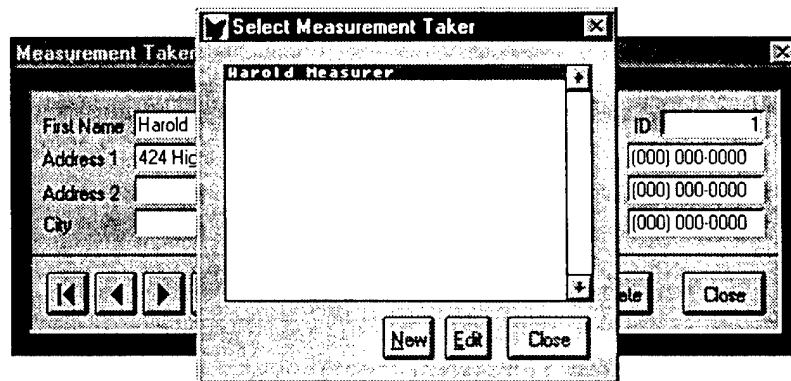 Select Measurement Taker
Measurement Taker
Harold Measurer
First Name Harold
ID 1
Address 1 424 Hig
(000) 000-0000
Address 2
(000) 000-0000
City
(000) 000-0000
Close
New Edit Close